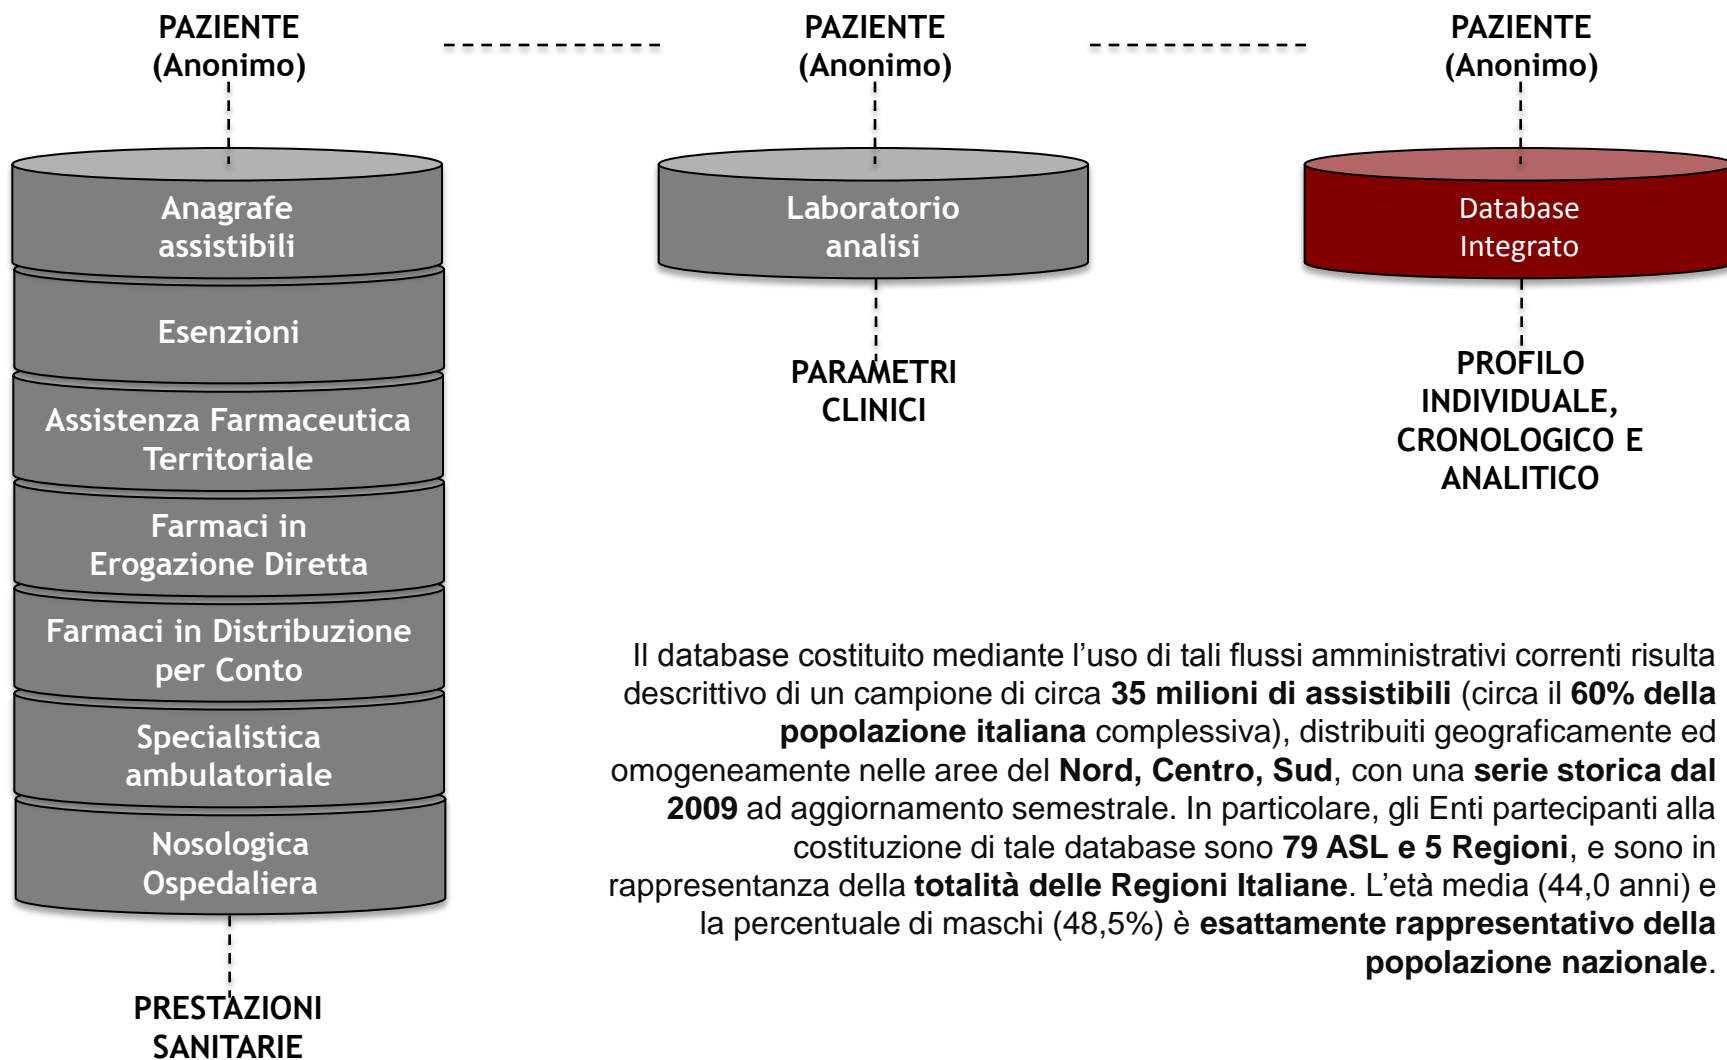 PAZIENTE
(Anonimo)
Anagrafe
assistibili
Esenzioni
Assistenza Farmaceutica
Territoriale
Farmaci in
Erogazione Diretta
Farmaci in Distribuzione
per Conto
Specialistica
ambulatoriale
Nosologica
Ospedaliera
PRESTAZIONI
SANITARIE
PAZIENTE
(Anonimo)
Laboratorio
analisi
PARAMETRI
CLINICI
PAZIENTE
(Anonimo)
Database
Integrato
PROFILO
INDIVIDUALE,
CRONOLOGICO E
ANALITICO
Il database costituito mediante l’uso di tali flussi amministrativi correnti risulta
descrittivo di un campione di circa 35 milioni di assistibili (circa il 60% della
popolazione italiana complessiva), distribuiti geograficamente ed
omogeneamente nelle aree del Nord, Centro, Sud, con una serie storica dal
2009 ad aggiornamento semestrale. In particolare, gli Enti partecipanti alla
costituzione di tale database sono 79 ASL e 5 Regioni, e sono in
rappresentanza della totalità delle Regioni Italiane. L’età media (44,0 anni) e
la percentuale di maschi (48,5%) è esattamente rappresentativo della
popolazione nazionale.